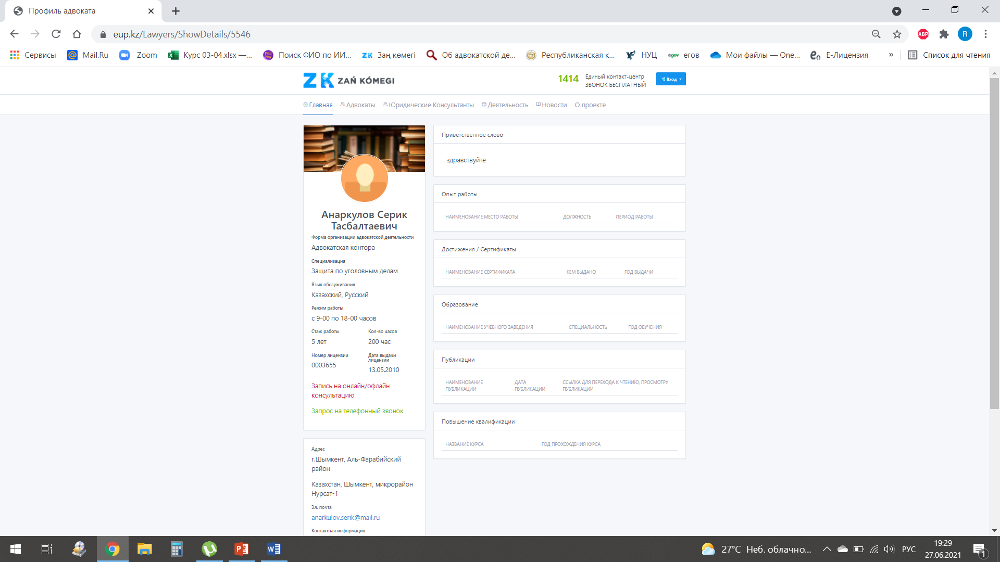 Профиль адвоката
eup.kz/Lawyers/ShowDetails/5546
ABP
R
Сервисы
Mail.Ru
Zoom
Курс 03-04.xlsx —...
Поиск ФИО по ИИ...
Заң көмегі
Об адвокатской де...
Республиканская к...
НУЦ
егов
Мои файлы — One...
Е-Лицензия
»
Список для чтения
ZK ZAŃ KÓMEGI
1414
Единый контакт-центр
ЗВОНОК БЕСПЛАТНЫЙ
Вход
Главная
Адвокаты
Юридические Консультанты
Деятельность
Новости
О проекте
Анаркулов Серик
Тасбалтаевич
Форма организации адвокатской деятельности
Адвокатская контора
Специализация
Защита по уголовным делам
Язык обслуживания
Казахский, Русский
Режим работы
с 9-00 по 18-00 часов
Стаж работы
Кол-во часов
5 лет
200 час
Номер лицензии
Дата выдачи
лицензии
0003655
13.05.2010
Запись на онлайн/офлайн
консультацию
Запрос на телефонный звонок
Адрес
г.Шымкент, Аль-Фарабийский
район
Казахстан, Шымкент, микрорайон
Нурсат-1
Эл. почта
anarkulov.serik@mail.ru
Контактная информация:
Приветственное слово
здравствуйте
Опыт работы
НАИМЕНОВАНИЕ МЕСТО РАБОТЫ
ДОЛЖНОСТЬ
ПЕРИОД РАБОТЫ
Достижения / Сертификаты
НАИМЕНОВАНИЕ СЕРТИФИКАТА
КЕМ ВЫДАНО
ГОД ВЫДАЧИ
Образование
НАИМЕНОВАНИЕ УЧЕБНОГО ЗАВЕДЕНИЯ
СПЕЦИАЛЬНОСТЬ
ГОД ОБУЧЕНИЯ
Публикации
НАИМЕНОВАНИЕ
ПУБЛИКАЦИИ
ДАТА
ПУБЛИКАЦИИ
ССЫЛКА ДЛЯ ПЕРЕХОДА К ЧТЕНИЮ, ПРОСМОТРУ
ПУБЛИКАЦИИ
Повышение квалификации
НАЗВАНИЕ КУРСА
ГОД ПРОХОЖДЕНИЯ КУРСА
27°C Неб. облачно...
РУС
19:29
27.06.2021
1